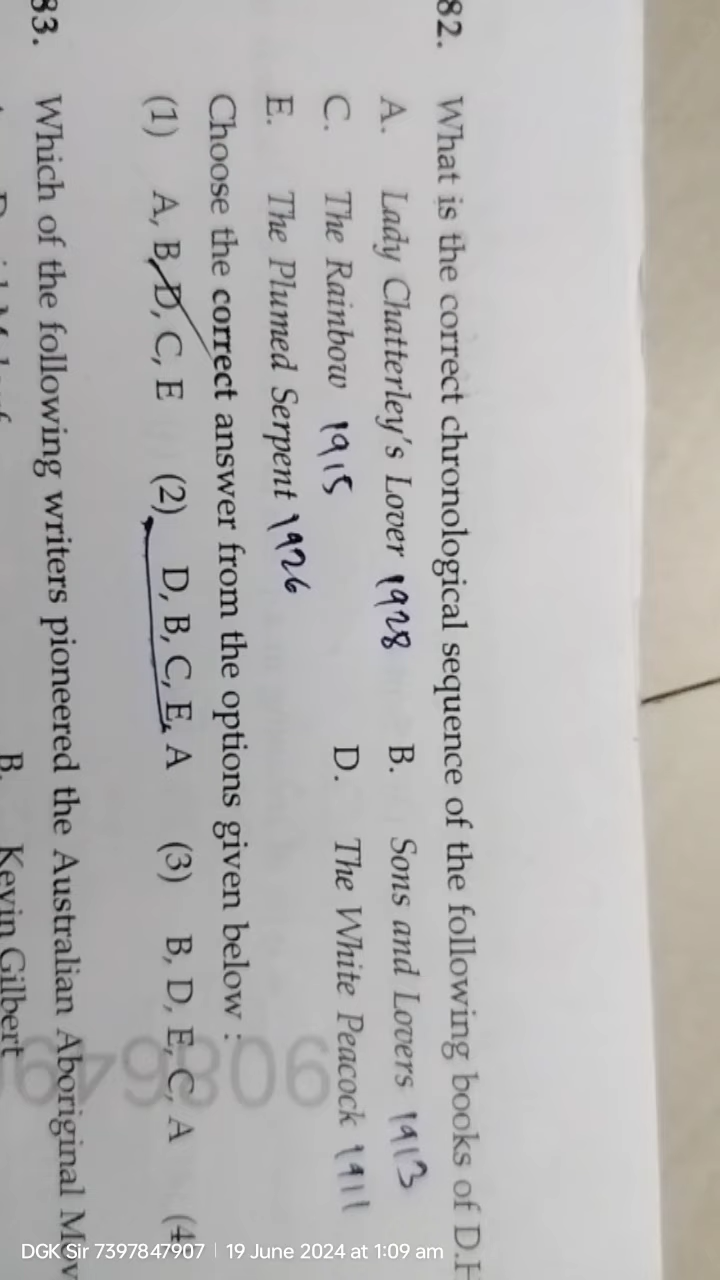 82. What is the correct chronological sequence of the following books of D.H
A. Lady Chatterley's Lover 1928 B. Sons and Lovers 1913
C. The Rainbow 1915 D. The White Peacock 1911
E. The Plumed Serpent 1926
Choose the correct answer from the options given below :
(1) A, B, D, C, E (2) D, B, C, E, A (3) B, D, E, C, A (4
83. Which of the following writers pioneered the Australian Aboriginal Mov
B. Kevin Gilbert
DGK Sir 7397847907 | 19 June 2024 at 1:09 am